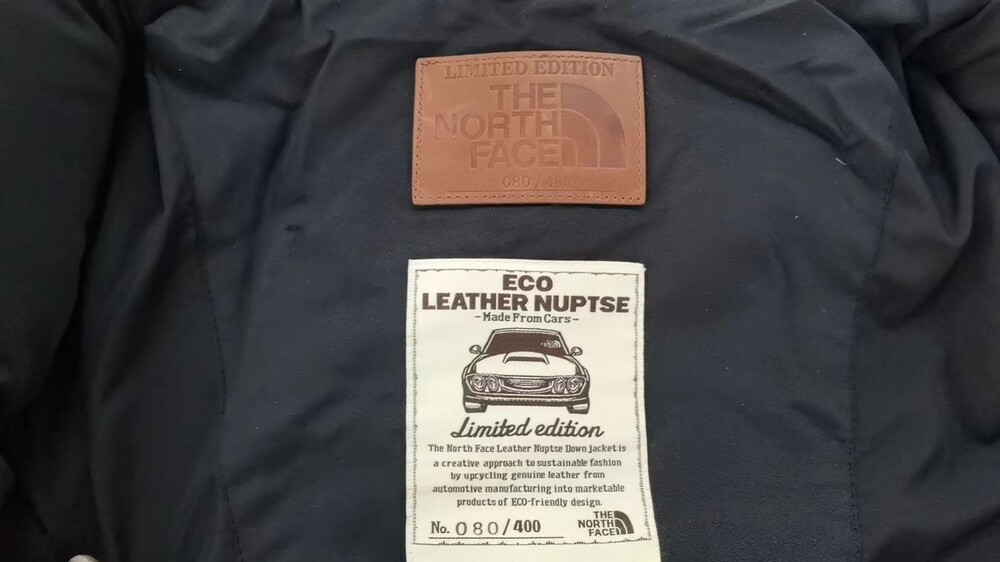 LIMITED EDITION
THE
NORTH
FACE
080/400
ECO
LEATHER NUPTSE
-Made From Cars-
Limited edition
The North Face Leather Nuptse Down jacket is
a creative approach to sustainable fashion
by upcycling genuine leather from
automotive manufacturing into marketable
products of ECO-friendly design.
No. 080/400
THE
NORTH
FACE